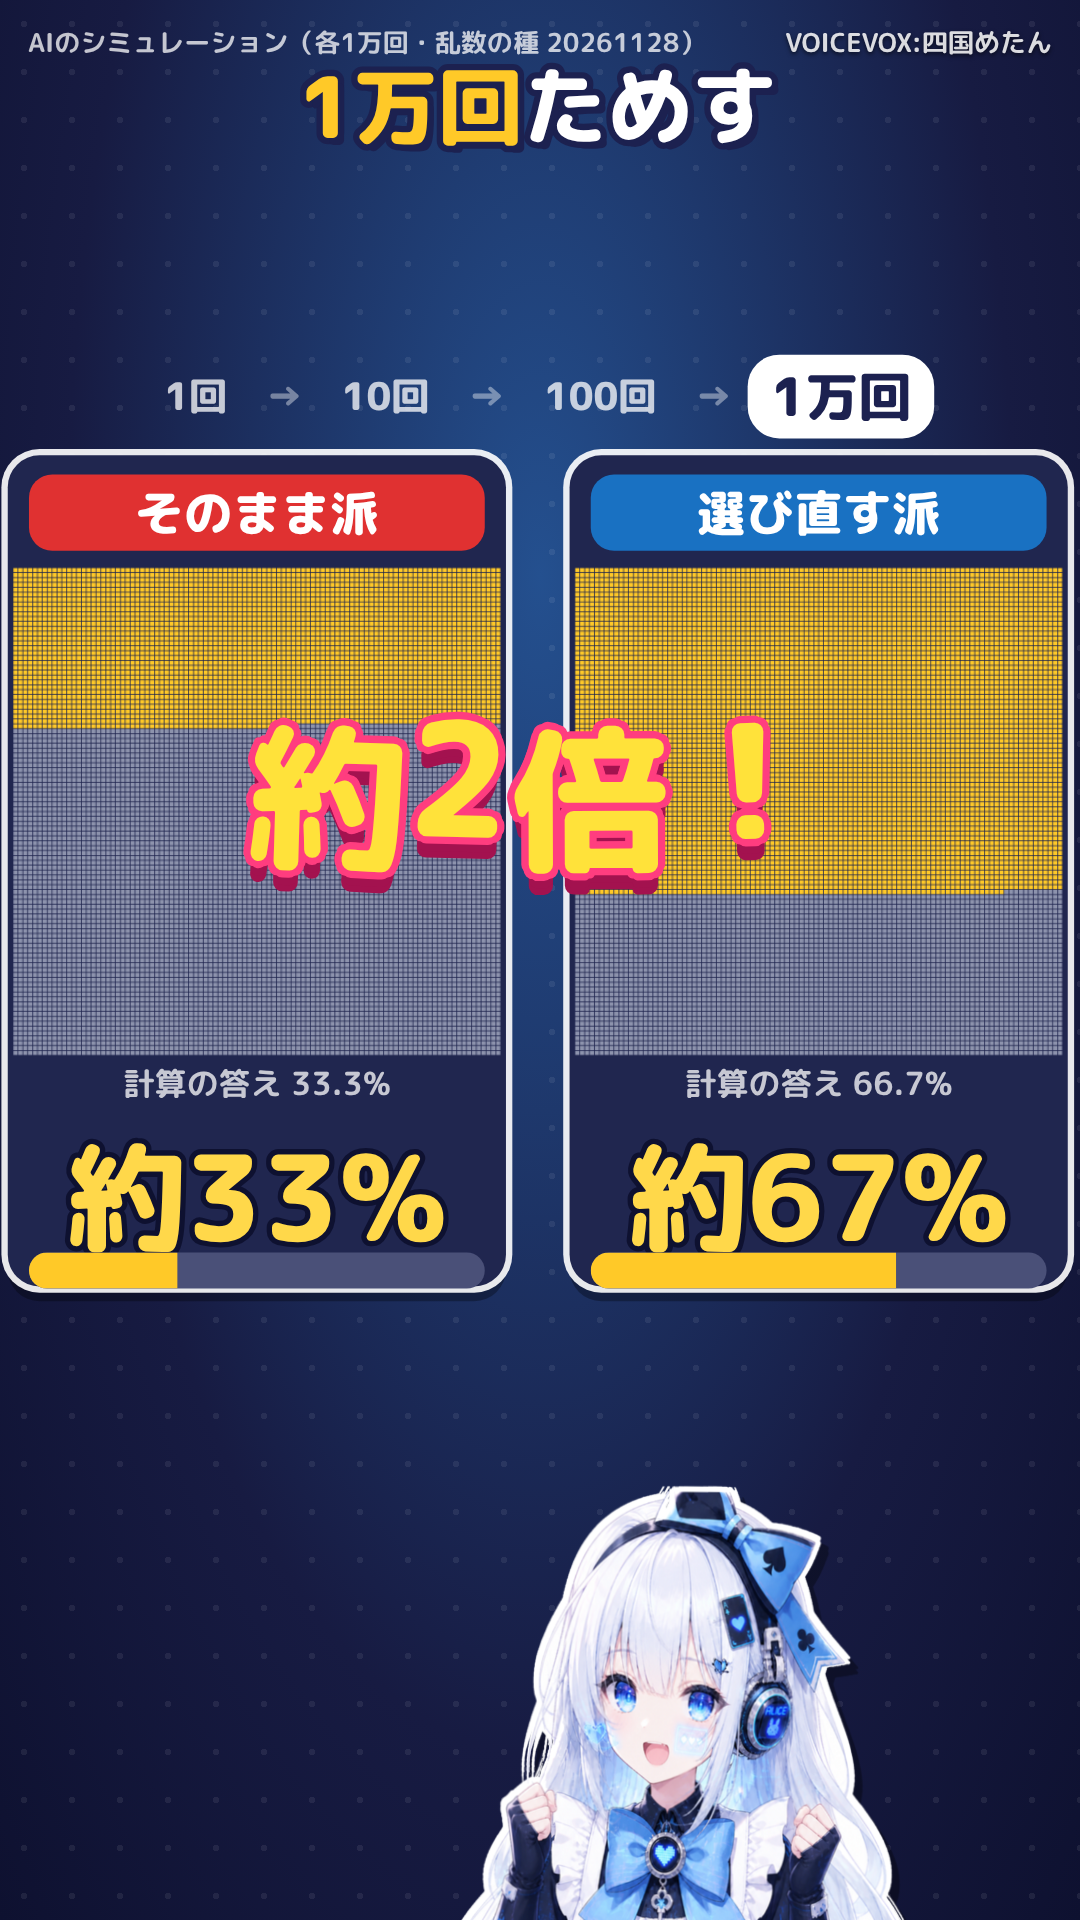 AIのシミュレーション（各1万回・乱数の種 20261128）
VOICEVOX:四国めたん
1万回ためす
1回 → 10回 → 100回 → 1万回
そのまま派
選び直す派
約2倍！
計算の答え 33.3%
計算の答え 66.7%
約33%
約67%
ALICE